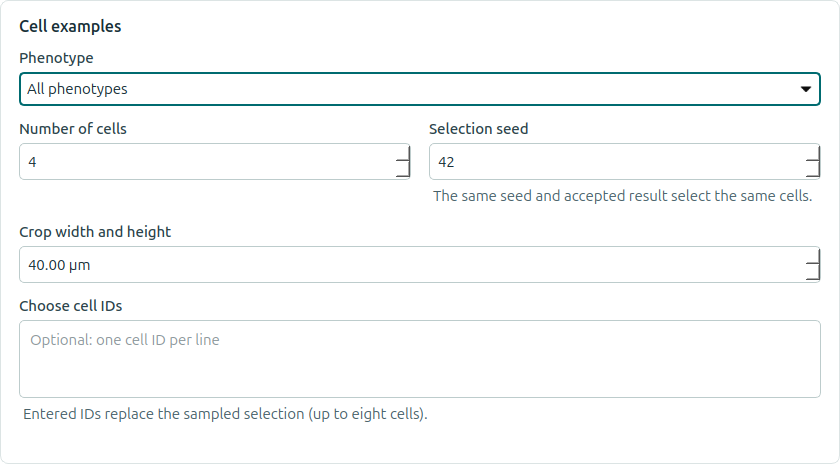 Cell examples
Phenotype
All phenotypes
Number of cells
Selection seed
4
42
The same seed and accepted result select the same cells.
Crop width and height
40.00 µm
Choose cell IDs
Optional: one cell ID per line
Entered IDs replace the sampled selection (up to eight cells).